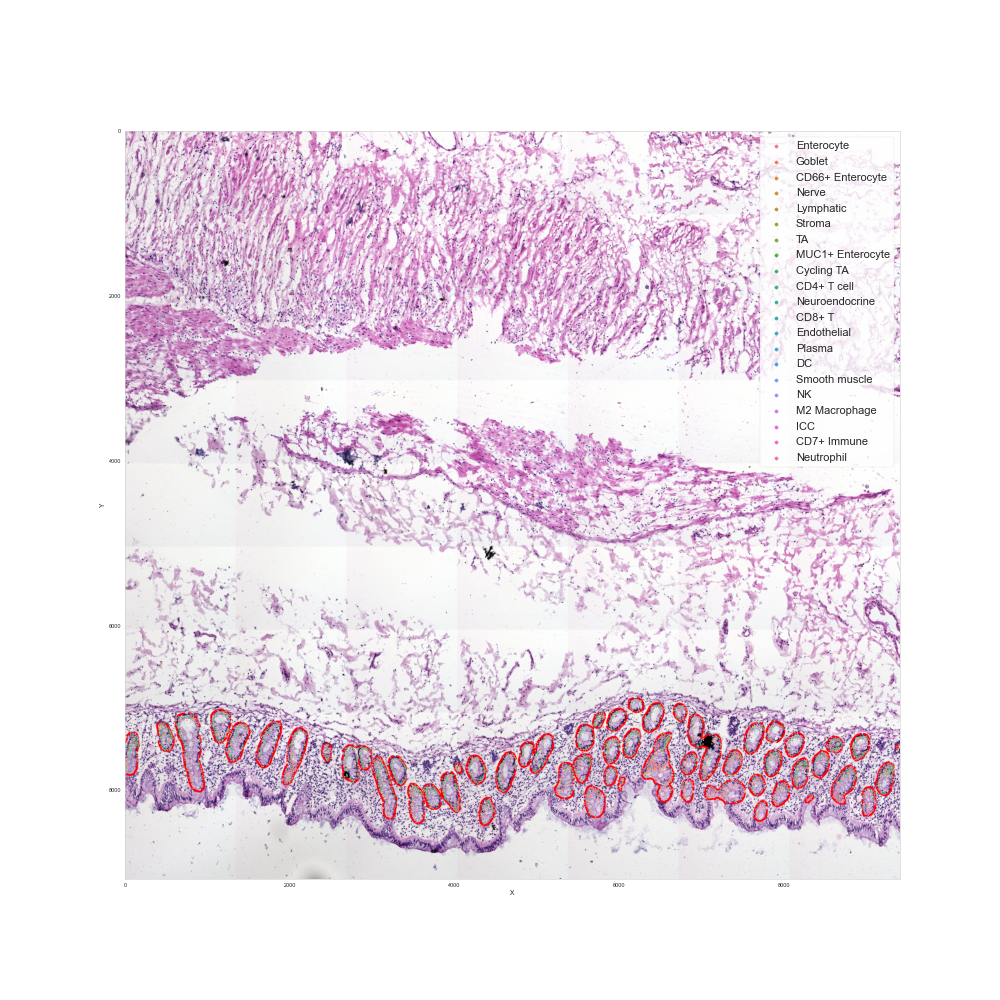 0
2000
4000
6000
8000
Y
0
2000
4000
6000
8000
X
Enterocyte
Goblet
CD66+ Enterocyte
Nerve
Lymphatic
Stroma
TA
MUC1+ Enterocyte
Cycling TA
CD4+ T cell
Neuroendocrine
CD8+ T
Endothelial
Plasma
DC
Smooth muscle
NK
M2 Macrophage
ICC
CD7+ Immune
Neutrophil